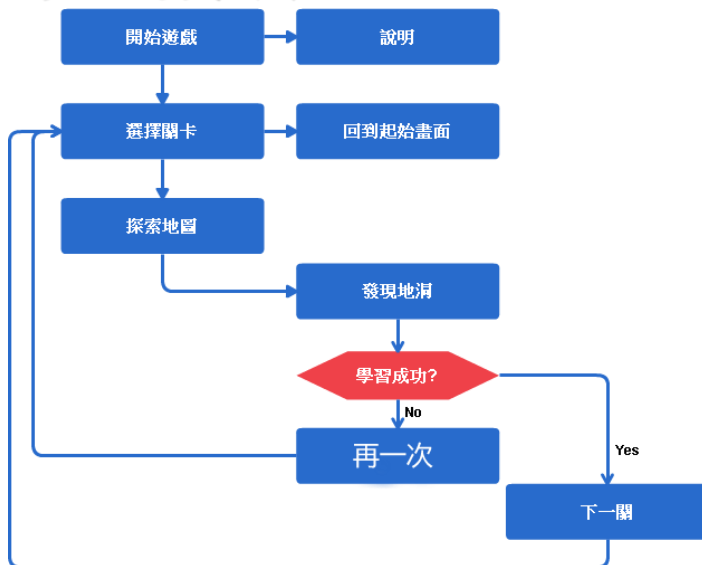 開始遊戲
說明
選擇關卡
回到起始畫面
探索地圖
發現地涓
學習成功?
No
再一次
Yes
下一關